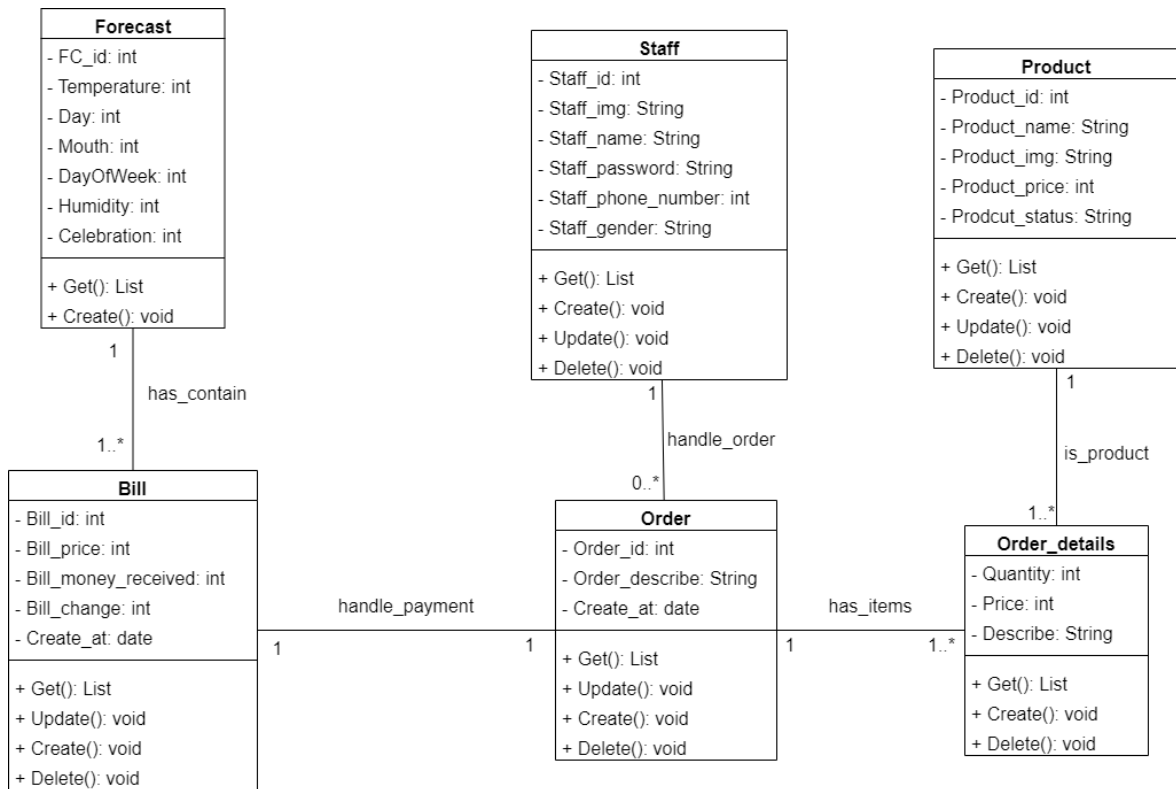 Forecast
- FC_id: int
- Temperature: int
- Day: int
- Mouth: int
- DayOfWeek: int
- Humidity: int
- Celebration: int
+ Get(): List
+ Create(): void
Staff
- Staff_id: int
- Staff_img: String
- Staff_name: String
- Staff_password: String
- Staff_phone_number: int
- Staff_gender: String
+ Get(): List
+ Create(): void
+ Update(): void
+ Delete(): void
Product
- Product_id: int
- Product_name: String
- Product_img: String
- Product_price: int
- Prodcut_status: String
+ Get(): List
+ Create(): void
+ Update(): void
+ Delete(): void
1
has_contain
1..*
1
handle_order
0..*
1
is_product
1..*
Bill
- Bill_id: int
- Bill_price: int
- Bill_money_received: int
- Bill_change: int
- Create_at: date
+ Get(): List
+ Update(): void
+ Create(): void
+ Delete(): void
handle_payment
1
1
Order
- Order_id: int
- Order_describe: String
- Create_at: date
+ Get(): List
+ Update(): void
+ Create(): void
+ Delete(): void
has_items
1
1..*
Order_details
- Quantity: int
- Price: int
- Describe: String
+ Get(): List
+ Create(): void
+ Delete(): void